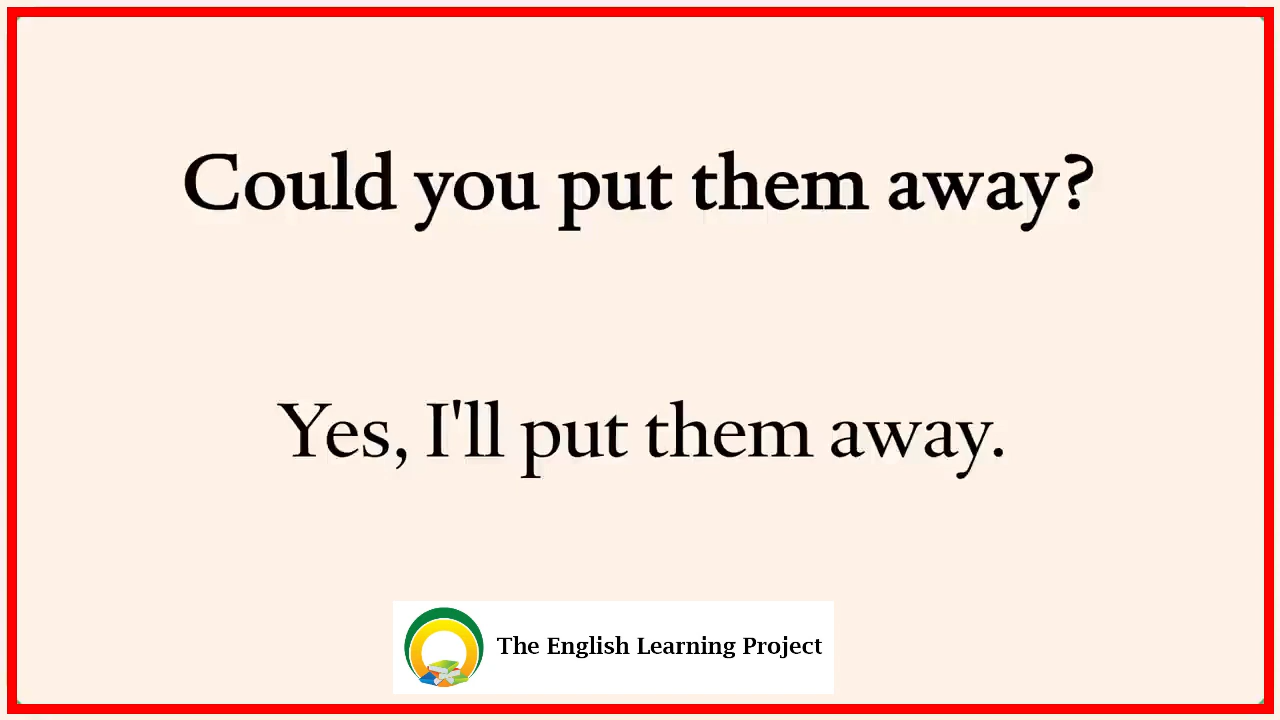 Could you put them away?
Yes, I'll put them away.
The English Learning Project